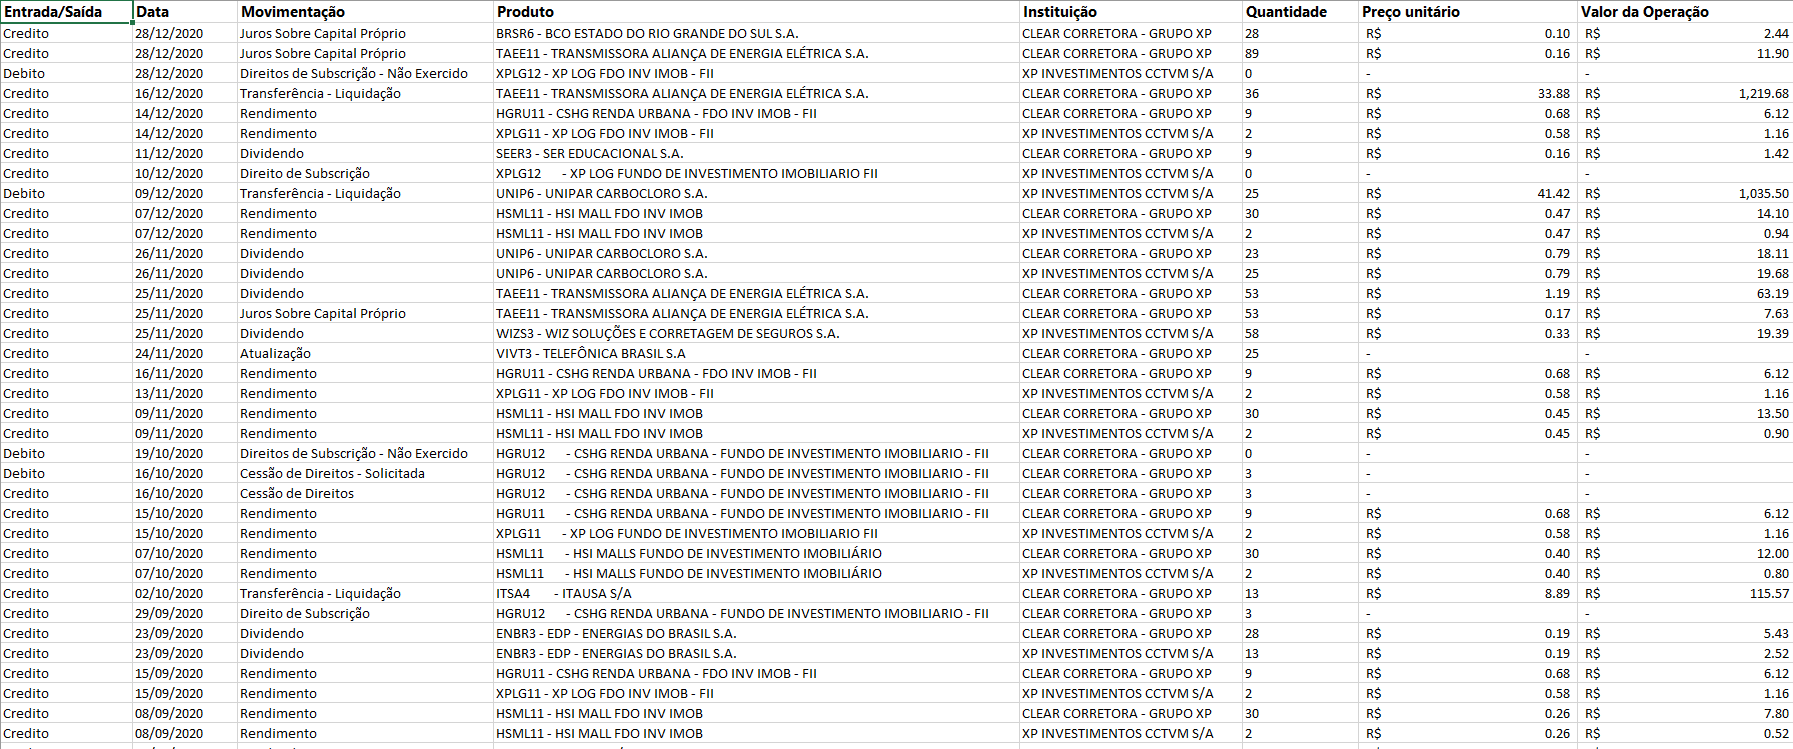 Entrada/Saída Data Movimentação Produto Instituição Quantidade Preço unitário Valor da Operação
Credito 28/12/2020 Juros Sobre Capital Próprio BRSR6 - BCO ESTADO DO RIO GRANDE DO SUL S.A. CLEAR CORRETORA - GRUPO XP 28 R$ 0.10 R$ 2.44
Credito 28/12/2020 Juros Sobre Capital Próprio TAEE11 - TRANSMISSORA ALIANÇA DE ENERGIA ELÉTRICA S.A. CLEAR CORRETORA - GRUPO XP 89 R$ 0.16 R$ 11.90
Debito 28/12/2020 Direitos de Subscrição - Não Exercido XPLG12 - XP LOG FDO INV IMOB - FII XP INVESTIMENTOS CCTVM S/A 0 - -
Credito 16/12/2020 Transferência - Liquidação TAEE11 - TRANSMISSORA ALIANÇA DE ENERGIA ELÉTRICA S.A. CLEAR CORRETORA - GRUPO XP 36 R$ 33.88 R$ 1,219.68
Credito 14/12/2020 Rendimento HGRU11 - CSHG RENDA URBANA - FDO INV IMOB - FII CLEAR CORRETORA - GRUPO XP 9 R$ 0.68 R$ 6.12
Credito 14/12/2020 Rendimento XPLG11 - XP LOG FDO INV IMOB - FII XP INVESTIMENTOS CCTVM S/A 2 R$ 0.58 R$ 1.16
Credito 11/12/2020 Dividendo SEER3 - SER EDUCACIONAL S.A. CLEAR CORRETORA - GRUPO XP 9 R$ 0.16 R$ 1.42
Credito 10/12/2020 Direito de Subscrição XPLG12 - XP LOG FUNDO DE INVESTIMENTO IMOBILIARIO FII XP INVESTIMENTOS CCTVM S/A 0 - -
Debito 09/12/2020 Transferência - Liquidação UNIP6 - UNIPAR CARBOCLORO S.A. XP INVESTIMENTOS CCTVM S/A 25 R$ 41.42 R$ 1,035.50
Credito 07/12/2020 Rendimento HSML11 - HSI MALL FDO INV IMOB CLEAR CORRETORA - GRUPO XP 30 R$ 0.47 R$ 14.10
Credito 07/12/2020 Rendimento HSML11 - HSI MALL FDO INV IMOB XP INVESTIMENTOS CCTVM S/A 2 R$ 0.47 R$ 0.94
Credito 26/11/2020 Dividendo UNIP6 - UNIPAR CARBOCLORO S.A. CLEAR CORRETORA - GRUPO XP 23 R$ 0.79 R$ 18.11
Credito 26/11/2020 Dividendo UNIP6 - UNIPAR CARBOCLORO S.A. XP INVESTIMENTOS CCTVM S/A 25 R$ 0.79 R$ 19.68
Credito 25/11/2020 Dividendo TAEE11 - TRANSMISSORA ALIANÇA DE ENERGIA ELÉTRICA S.A. CLEAR CORRETORA - GRUPO XP 53 R$ 1.19 R$ 63.19
Credito 25/11/2020 Juros Sobre Capital Próprio TAEE11 - TRANSMISSORA ALIANÇA DE ENERGIA ELÉTRICA S.A. CLEAR CORRETORA - GRUPO XP 53 R$ 0.17 R$ 7.63
Credito 25/11/2020 Dividendo WIZS3 - WIZ SOLUÇÕES E CORRETAGEM DE SEGUROS S.A. XP INVESTIMENTOS CCTVM S/A 58 R$ 0.33 R$ 19.39
Credito 24/11/2020 Atualização VIVT3 - TELEFÔNICA BRASIL S.A CLEAR CORRETORA - GRUPO XP 25 - -
Credito 16/11/2020 Rendimento HGRU11 - CSHG RENDA URBANA - FDO INV IMOB - FII CLEAR CORRETORA - GRUPO XP 9 R$ 0.68 R$ 6.12
Credito 13/11/2020 Rendimento XPLG11 - XP LOG FDO INV IMOB - FII XP INVESTIMENTOS CCTVM S/A 2 R$ 0.58 R$ 1.16
Credito 09/11/2020 Rendimento HSML11 - HSI MALL FDO INV IMOB CLEAR CORRETORA - GRUPO XP 30 R$ 0.45 R$ 13.50
Credito 09/11/2020 Rendimento HSML11 - HSI MALL FDO INV IMOB XP INVESTIMENTOS CCTVM S/A 2 R$ 0.45 R$ 0.90
Debito 19/10/2020 Direitos de Subscrição - Não Exercido HGRU12 - CSHG RENDA URBANA - FUNDO DE INVESTIMENTO IMOBILIARIO - FII CLEAR CORRETORA - GRUPO XP 0 - -
Debito 16/10/2020 Cessão de Direitos - Solicitada HGRU12 - CSHG RENDA URBANA - FUNDO DE INVESTIMENTO IMOBILIARIO - FII CLEAR CORRETORA - GRUPO XP 3 - -
Credito 16/10/2020 Cessão de Direitos HGRU12 - CSHG RENDA URBANA - FUNDO DE INVESTIMENTO IMOBILIARIO - FII CLEAR CORRETORA - GRUPO XP 3 - -
Credito 15/10/2020 Rendimento HGRU11 - CSHG RENDA URBANA - FUNDO DE INVESTIMENTO IMOBILIARIO - FII CLEAR CORRETORA - GRUPO XP 9 R$ 0.68 R$ 6.12
Credito 15/10/2020 Rendimento XPLG11 - XP LOG FUNDO DE INVESTIMENTO IMOBILIARIO FII XP INVESTIMENTOS CCTVM S/A 2 R$ 0.58 R$ 1.16
Credito 07/10/2020 Rendimento HSML11 - HSI MALLS FUNDO DE INVESTIMENTO IMOBILIÁRIO CLEAR CORRETORA - GRUPO XP 30 R$ 0.40 R$ 12.00
Credito 07/10/2020 Rendimento HSML11 - HSI MALLS FUNDO DE INVESTIMENTO IMOBILIÁRIO XP INVESTIMENTOS CCTVM S/A 2 R$ 0.40 R$ 0.80
Credito 02/10/2020 Transferência - Liquidação ITSA4 - ITAUSA S/A CLEAR CORRETORA - GRUPO XP 13 R$ 8.89 R$ 115.57
Credito 29/09/2020 Direito de Subscrição HGRU12 - CSHG RENDA URBANA - FUNDO DE INVESTIMENTO IMOBILIARIO - FII CLEAR CORRETORA - GRUPO XP 3 - -
Credito 23/09/2020 Dividendo ENBR3 - EDP - ENERGIAS DO BRASIL S.A. CLEAR CORRETORA - GRUPO XP 28 R$ 0.19 R$ 5.43
Credito 23/09/2020 Dividendo ENBR3 - EDP - ENERGIAS DO BRASIL S.A. XP INVESTIMENTOS CCTVM S/A 13 R$ 0.19 R$ 2.52
Credito 15/09/2020 Rendimento HGRU11 - CSHG RENDA URBANA - FDO INV IMOB - FII CLEAR CORRETORA - GRUPO XP 9 R$ 0.68 R$ 6.12
Credito 15/09/2020 Rendimento XPLG11 - XP LOG FDO INV IMOB - FII XP INVESTIMENTOS CCTVM S/A 2 R$ 0.58 R$ 1.16
Credito 08/09/2020 Rendimento HSML11 - HSI MALL FDO INV IMOB CLEAR CORRETORA - GRUPO XP 30 R$ 0.26 R$ 7.80
Credito 08/09/2020 Rendimento HSML11 - HSI MALL FDO INV IMOB XP INVESTIMENTOS CCTVM S/A 2 R$ 0.26 R$ 0.52